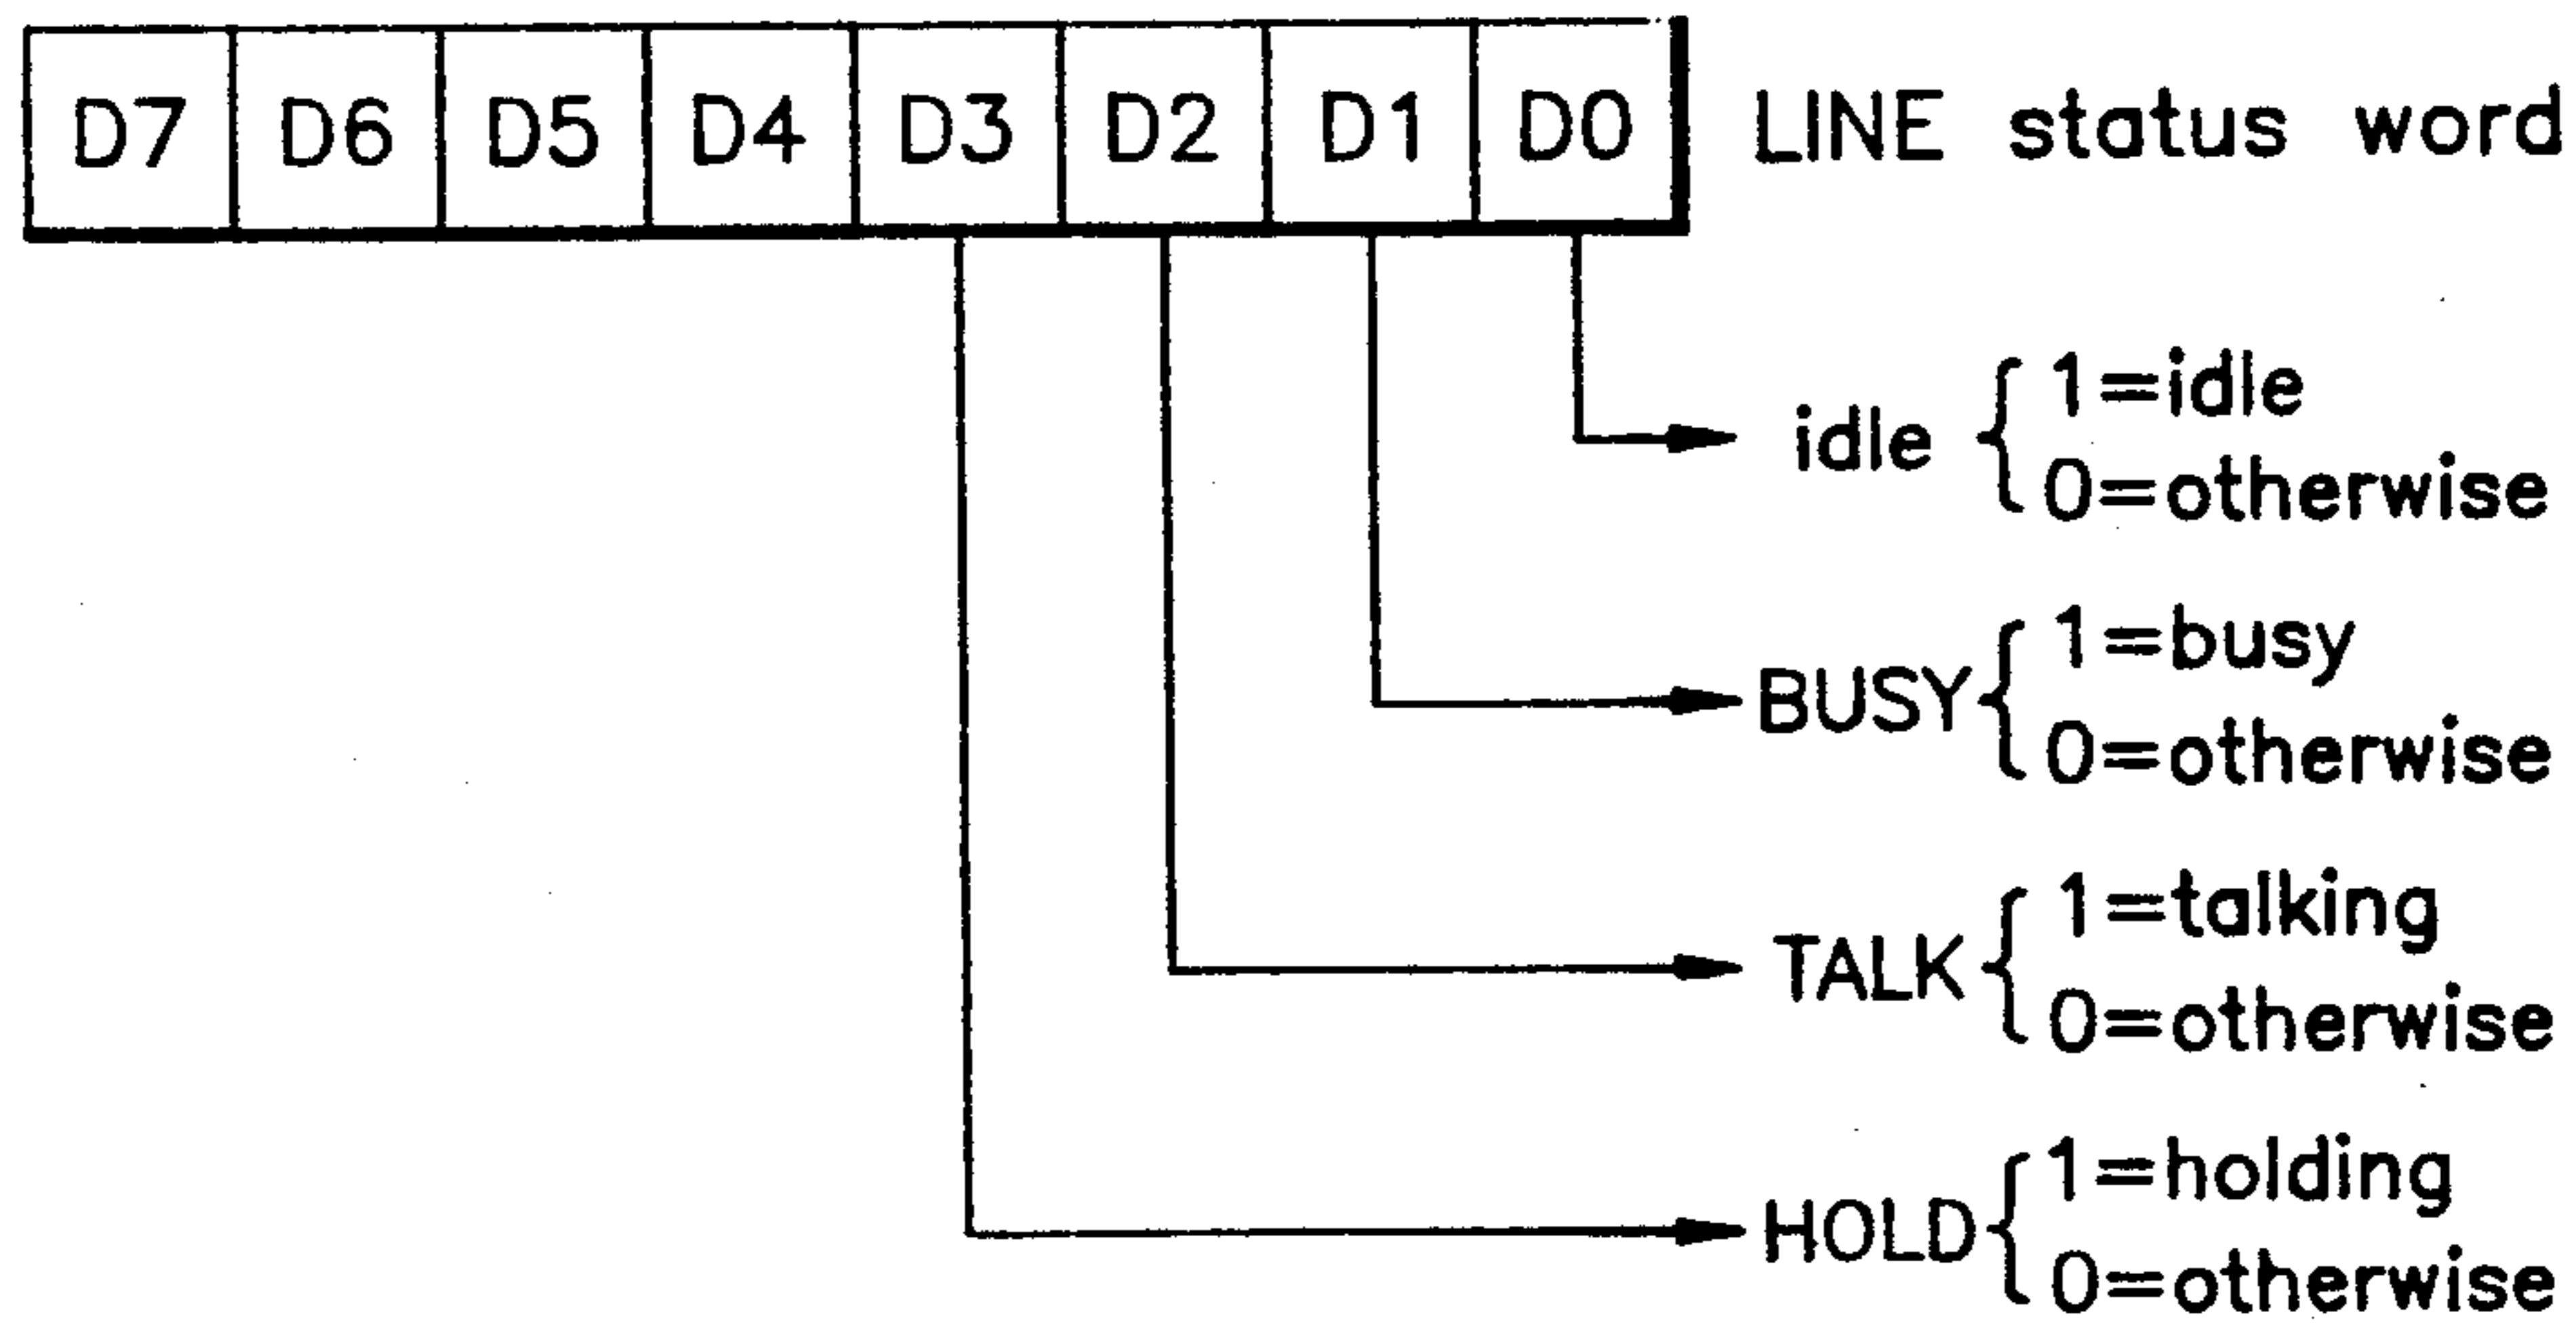 D7 D6 D5 D4 D3 D2 D1 D0 LINE status word
idle { 1=idle
0=otherwise
BUSY { 1=busy
0=otherwise
TALK { 1=talking
0=otherwise
HOLD { 1=holding
0=otherwise